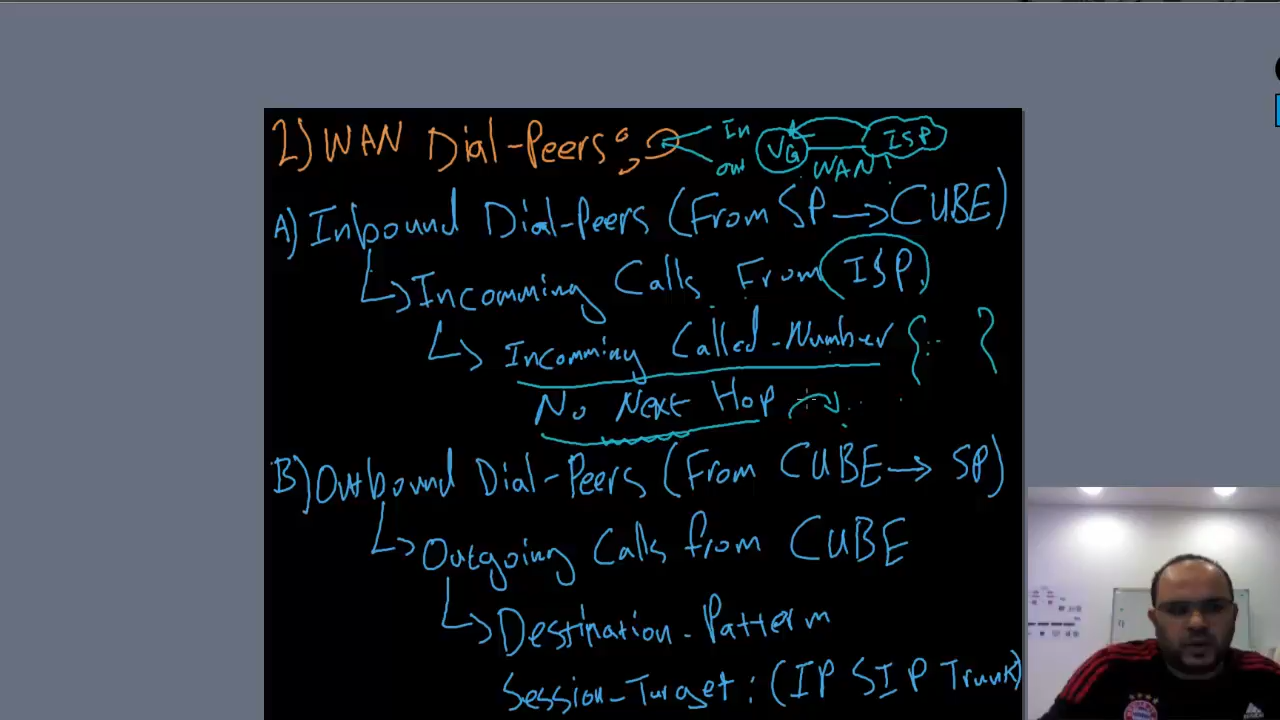 2) WAN Dial-Peers:
In
out
VG
ISP
WAN
A) Inbound Dial-Peers (From SP → CUBE)
↳ Incomming Calls From ISP.
↳ Incomming Called-Number { }
No Next Hop
B) Outbound Dial-Peers (From CUBE → SP)
↳ Outgoing Calls from CUBE
↳ Destination-Pattern
Session-Target: (IP SIP Trunk)